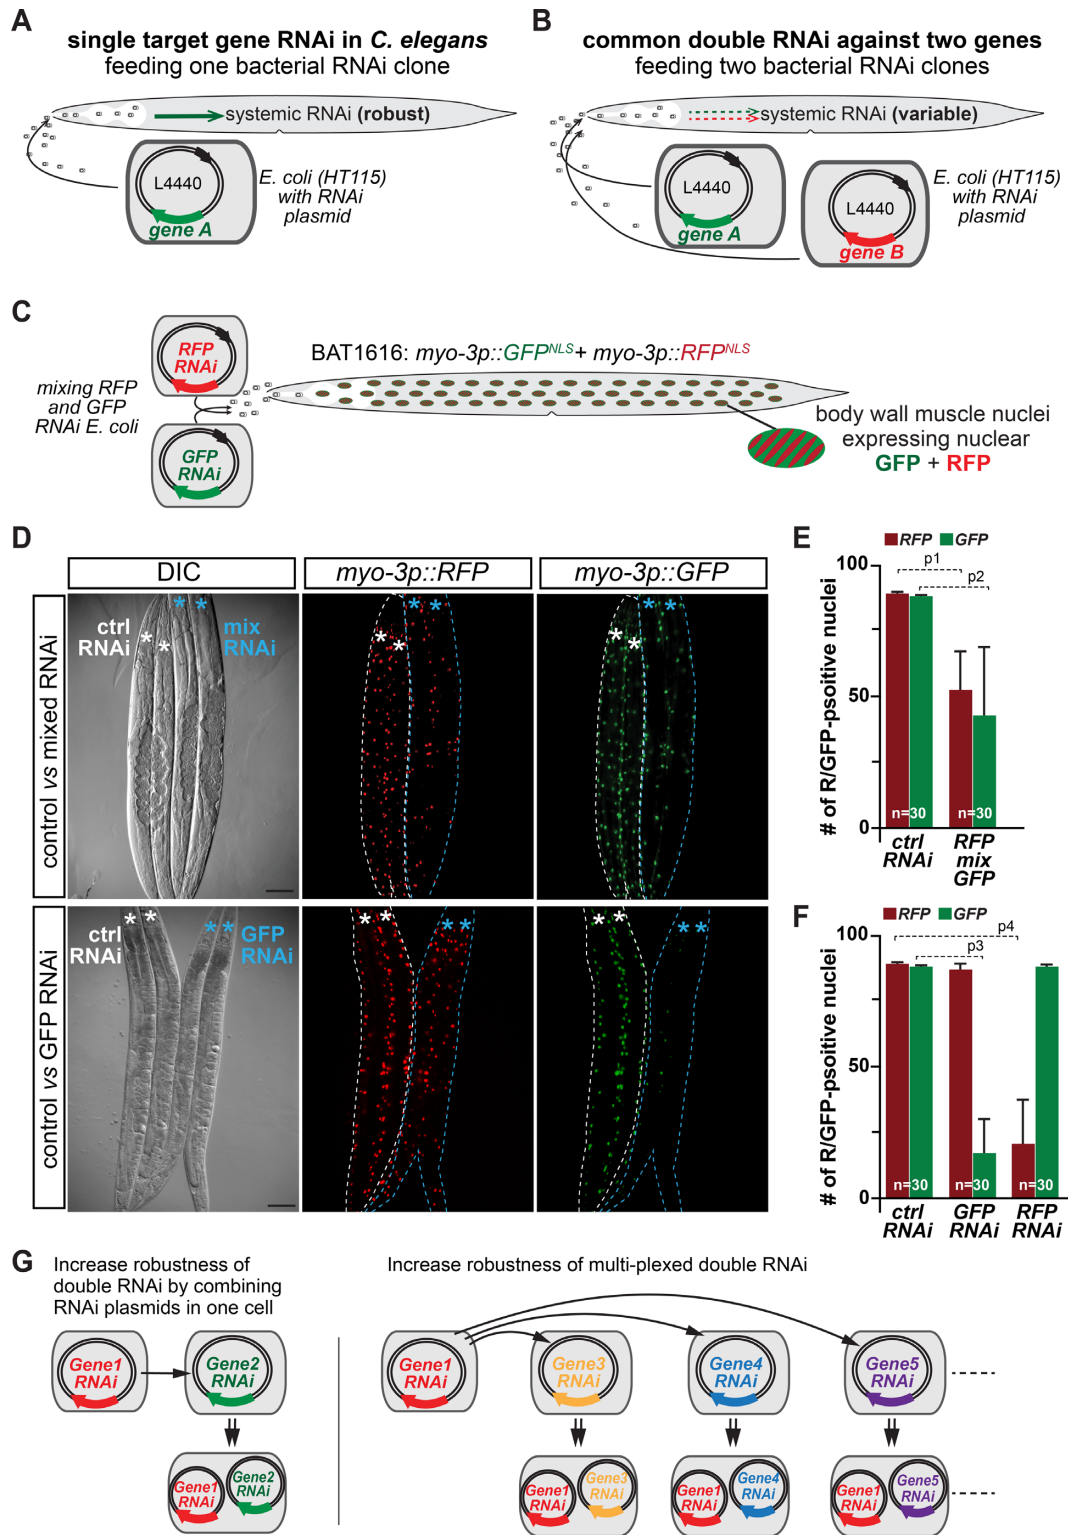 A
single target gene RNAi in C. elegans
feeding one bacterial RNAi clone
systemic RNAi (robust)
L4440
gene A
E. coli (HT115)
with RNAi
plasmid
B
common double RNAi against two genes
feeding two bacterial RNAi clones
systemic RNAi (variable)
L4440
gene A
L4440
gene B
E. coli (HT115)
with RNAi
plasmid
C
RFP
RNAi
mixing RFP
and GFP
RNAi E. coli
GFP
RNAi
BAT1616: myo-3p::GFPNLS + myo-3p::RFPNLS
body wall muscle nuclei
expressing nuclear
GFP + RFP
D
DIC
myo-3p::RFP
myo-3p::GFP
control vs mixed RNAi
ctrl
RNAi
* *
* *
mix
RNAi
* *
* *
* *
* *
control vs GFP RNAi
ctrl
RNAi
* *
* *
GFP
RNAi
* *
* *
* *
* *
E
RFP GFP
100
p1
p2
50
0
# of R/GFP-psoitive nuclei
n=30
n=30
ctrl
RNAi
RFP
mix
GFP
F
RFP GFP
100
p4
p3
50
0
# of R/GFP-psoitive nuclei
n=30
n=30
n=30
ctrl
RNAi
GFP
RNAi
RFP
RNAi
G
Increase robustness of
double RNAi by combining
RNAi plasmids in one cell
Gene1
RNAi
Gene2
RNAi
Gene1
RNAi
Gene2
RNAi
Increase robustness of multi-plexed double RNAi
Gene1
RNAi
Gene3
RNAi
Gene4
RNAi
Gene5
RNAi
Gene1
RNAi
Gene3
RNAi
Gene1
RNAi
Gene4
RNAi
Gene1
RNAi
Gene5
RNAi